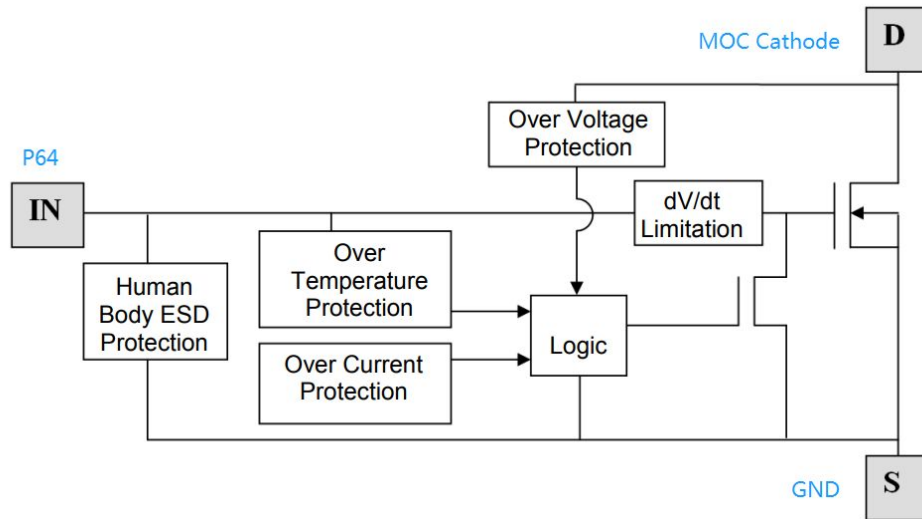 MOC Cathode
D
Over Voltage
Protection
P64
IN
dV/dt
Limitation
Over
Temperature
Protection
Human
Body ESD
Protection
Logic
Over Current
Protection
GND
S